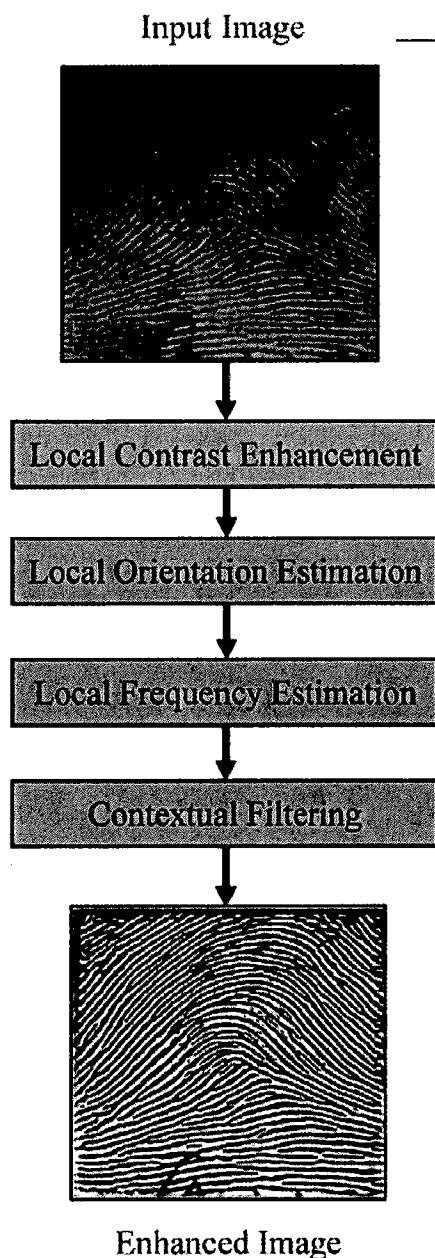 Input Image
Local Contrast Enhancement
Local Orientation Estimation
Local Frequency Estimation
Contextual Filtering
Enhanced Image